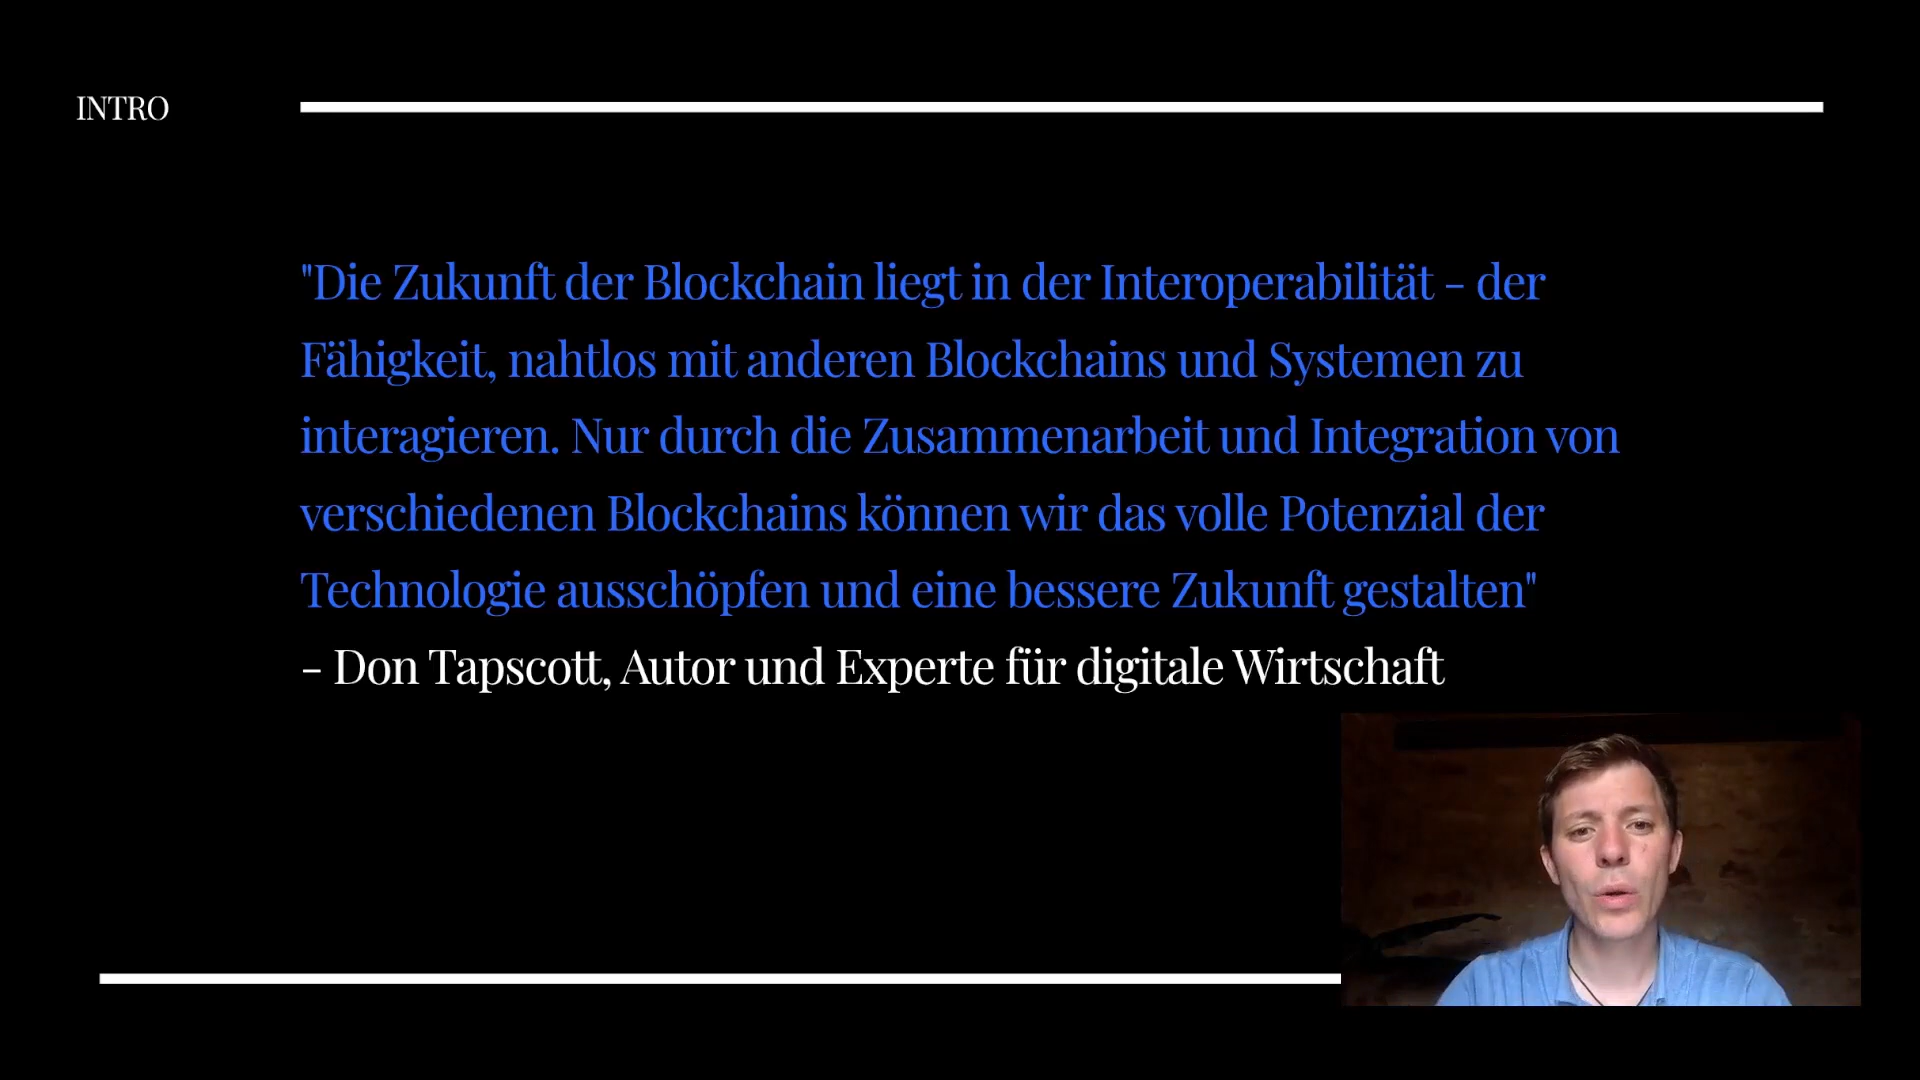 INTRO
"Die Zukunft der Blockchain liegt in der Interoperabilität - der
Fähigkeit, nahtlos mit anderen Blockchains und Systemen zu
interagieren. Nur durch die Zusammenarbeit und Integration von
verschiedenen Blockchains können wir das volle Potenzial der
Technologie ausschöpfen und eine bessere Zukunft gestalten"
- Don Tapscott, Autor und Experte für digitale Wirtschaft